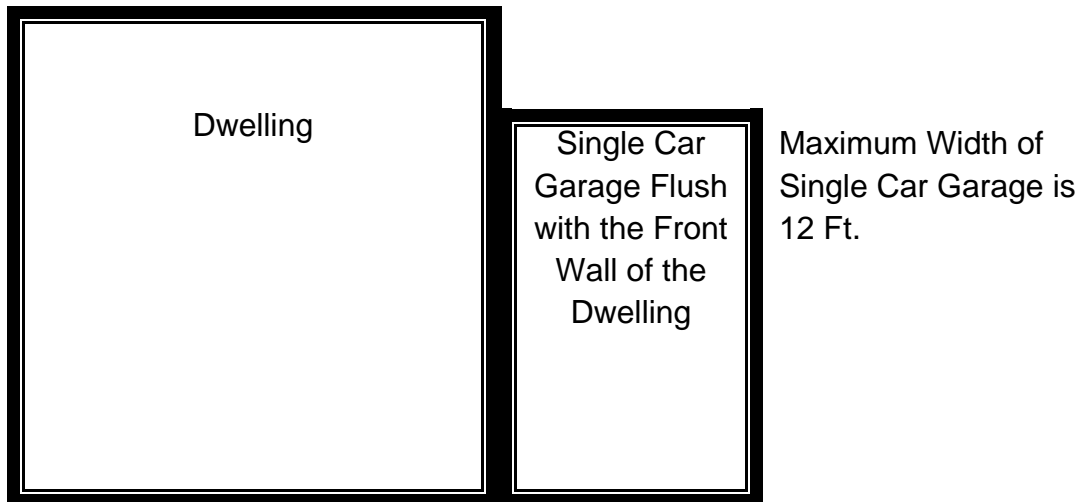 Dwelling
Single Car
Garage Flush
with the Front
Wall of the
Dwelling
Maximum Width of
Single Car Garage is
12 Ft.